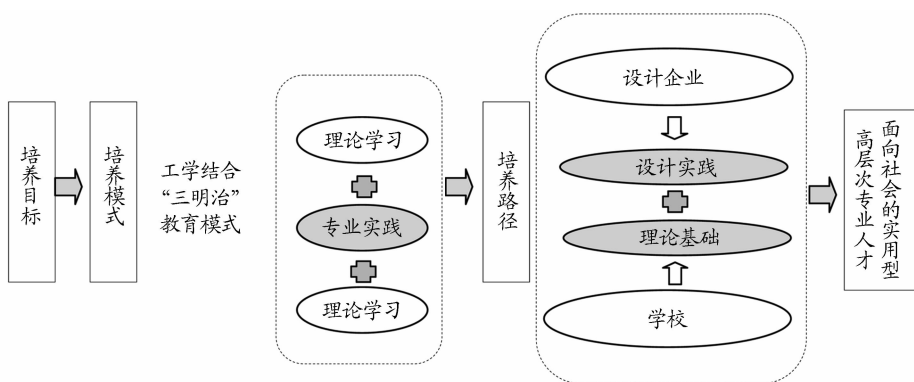 培养目标
培养模式
工学结合
“三明治”
教育模式
理论学习
专业实践
理论学习
培养路径
设计企业
设计实践
理论基础
学校
面向社会的实用型
高层次专业人才